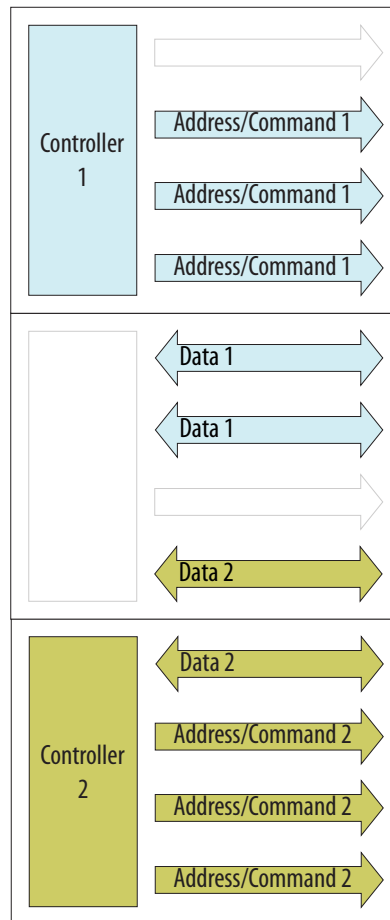 Controller
1
Address/Command 1
Address/Command 1
Address/Command 1
Data 1
Data 1
Data 2
Controller
2
Data 2
Address/Command 2
Address/Command 2
Address/Command 2